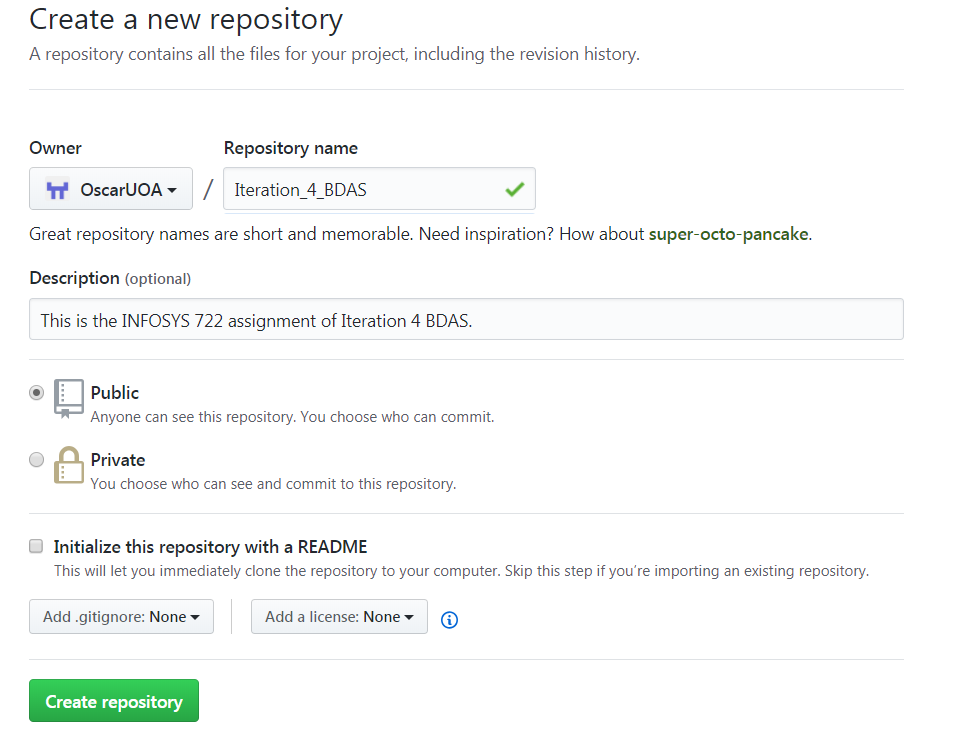 Create a new repository
A repository contains all the files for your project, including the revision history.
Owner
Repository name
OscarUOA
/
Iteration_4_BDAS
Great repository names are short and memorable. Need inspiration? How about super-octo-pancake.
Description (optional)
This is the INFOSYS 722 assignment of Iteration 4 BDAS.
Public
Anyone can see this repository. You choose who can commit.
Private
You choose who can see and commit to this repository.
Initialize this repository with a README
This will let you immediately clone the repository to your computer. Skip this step if you’re importing an existing repository.
Add .gitignore: None
Add a license: None
Create repository